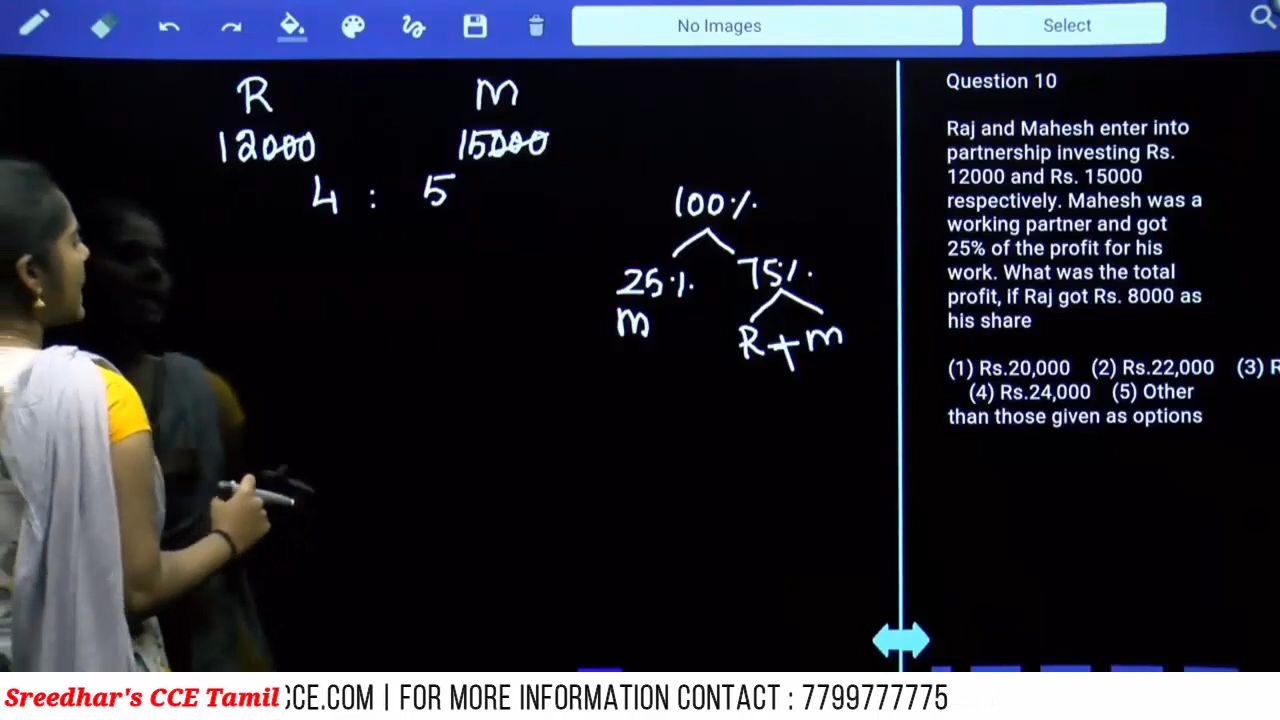 No Images
Select
R M
12000 15000
4 : 5
100%
25% 75%
M R + M
Question 10
Raj and Mahesh enter into
partnership investing Rs.
12000 and Rs. 15000
respectively. Mahesh was a
working partner and got
25% of the profit for his
work. What was the total
profit, if Raj got Rs. 8000 as
his share
(1) Rs.20,000 (2) Rs.22,000 (3) R
(4) Rs.24,000 (5) Other
than those given as options
Sreedhar's CCE Tamil CCE.COM | FOR MORE INFORMATION CONTACT : 7799777775